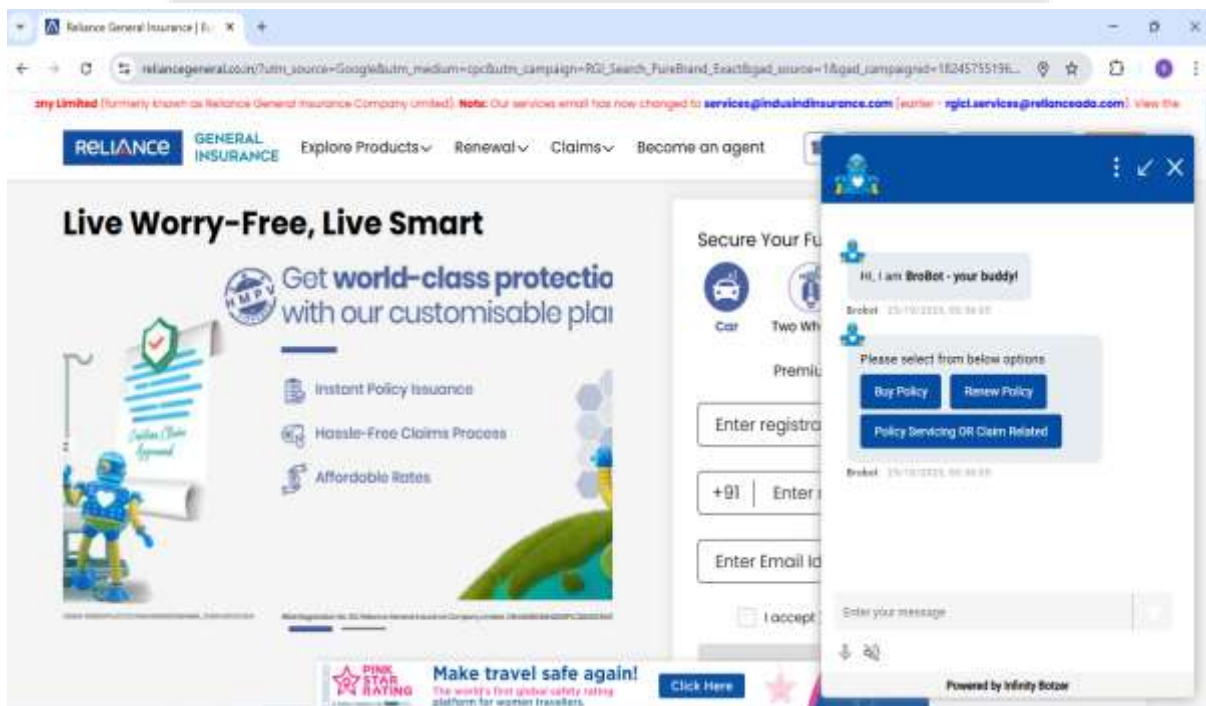 Reliance General Insurance |
reliancegeneral.co.in/?utm_source=Google&utm_medium=cpc&utm_campaign=RGI_Search_PureBrand_Exact&gad_source=1&gad_campaignid=18245755196...
any Limited (formerly known as Reliance General Insurance Company Limited). Note: Our services email has now changed to services@indusindinsurance.com (earlier - rgicl.services@relianceada.com). View the
RELIANCE GENERAL INSURANCE
Explore Products Renewal Claims Become an agent
Live Worry-Free, Live Smart
HMPV
Get world-class protectio
with our customisable plan
Instant Policy Issuance
Hassle-Free Claims Process
Affordable Rates
Claim
Approved
Secure Your Fu
Car Two Wh
Premiu
Enter registra
+91 Enter
Enter Email Id
I accept
Hi, I am BroBot - your buddy!
Brobot
Please select from below options
Buy Policy Renew Policy
Policy Servicing OR Claim Related
Brobot
Enter your message
Powered by Infinity Botzer
PINK STAR RATING
Make travel safe again!
The world's first global safety rating
platform for women travellers.
Click Here